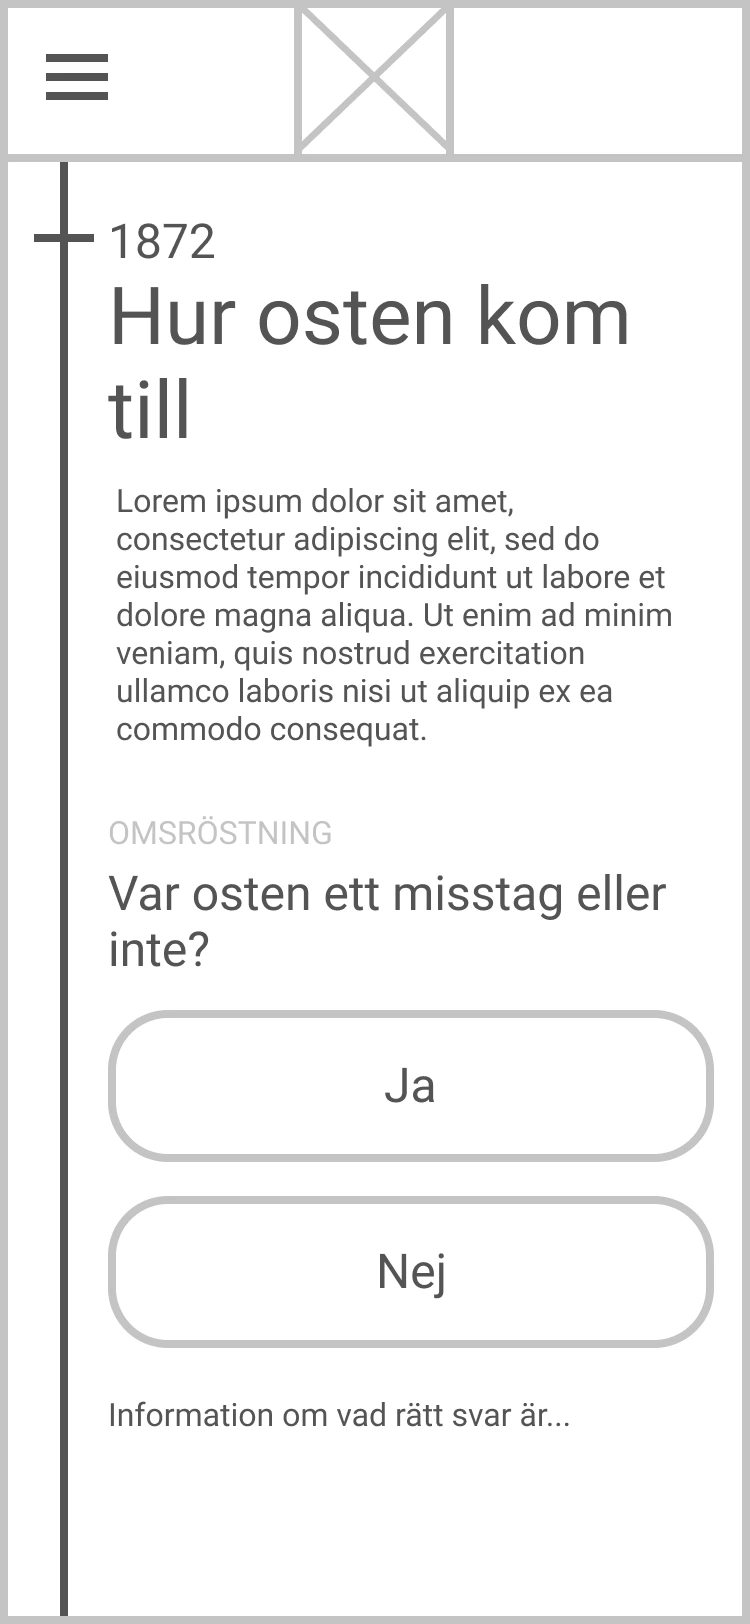 1872
Hur osten kom
till
Lorem ipsum dolor sit amet,
consectetur adipiscing elit, sed do
eiusmod tempor incididunt ut labore et
dolore magna aliqua. Ut enim ad minim
veniam, quis nostrud exercitation
ullamco laboris nisi ut aliquip ex ea
commodo consequat.
OMSRÖSTNING
Var osten ett misstag eller
inte?
Ja
Nej
Information om vad rätt svar är...